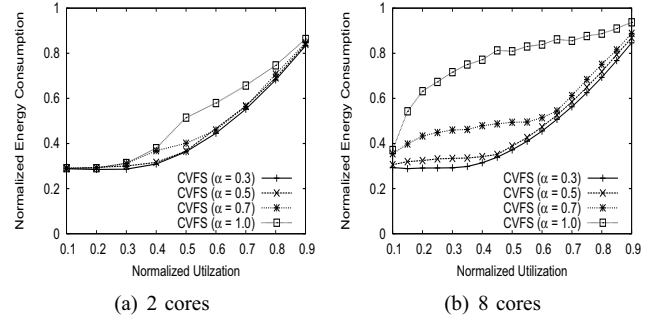 1
0.8
0.6
0.4
0.2
0
Normalized Energy Consumption
CVFS (α = 0.3)
CVFS (α = 0.5)
CVFS (α = 0.7)
CVFS (α = 1.0)
0.1 0.2 0.3 0.4 0.5 0.6 0.7 0.8 0.9
Normalized Utilzation
(a) 2 cores
1
0.8
0.6
0.4
0.2
0
Normalized Energy Consumption
CVFS (α = 0.3)
CVFS (α = 0.5)
CVFS (α = 0.7)
CVFS (α = 1.0)
0.1 0.2 0.3 0.4 0.5 0.6 0.7 0.8 0.9
Normalized Utilization
(b) 8 cores